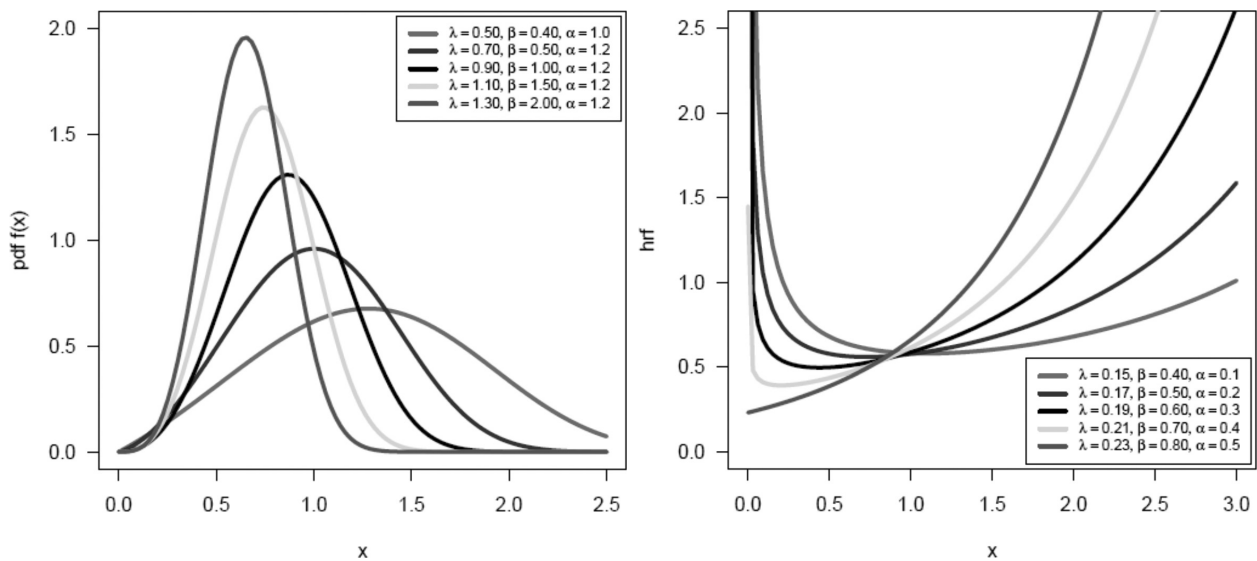 2.0
1.5
1.0
0.5
0.0
pdf f(x)
λ = 0.50, β = 0.40, α = 1.0
λ = 0.70, β = 0.50, α = 1.2
λ = 0.90, β = 1.00, α = 1.2
λ = 1.10, β = 1.50, α = 1.2
λ = 1.30, β = 2.00, α = 1.2
0.0 0.5 1.0 1.5 2.0 2.5
x
2.5
2.0
1.5
1.0
0.5
0.0
hrf
λ = 0.15, β = 0.40, α = 0.1
λ = 0.17, β = 0.50, α = 0.2
λ = 0.19, β = 0.60, α = 0.3
λ = 0.21, β = 0.70, α = 0.4
λ = 0.23, β = 0.80, α = 0.5
0.0 0.5 1.0 1.5 2.0 2.5 3.0
x